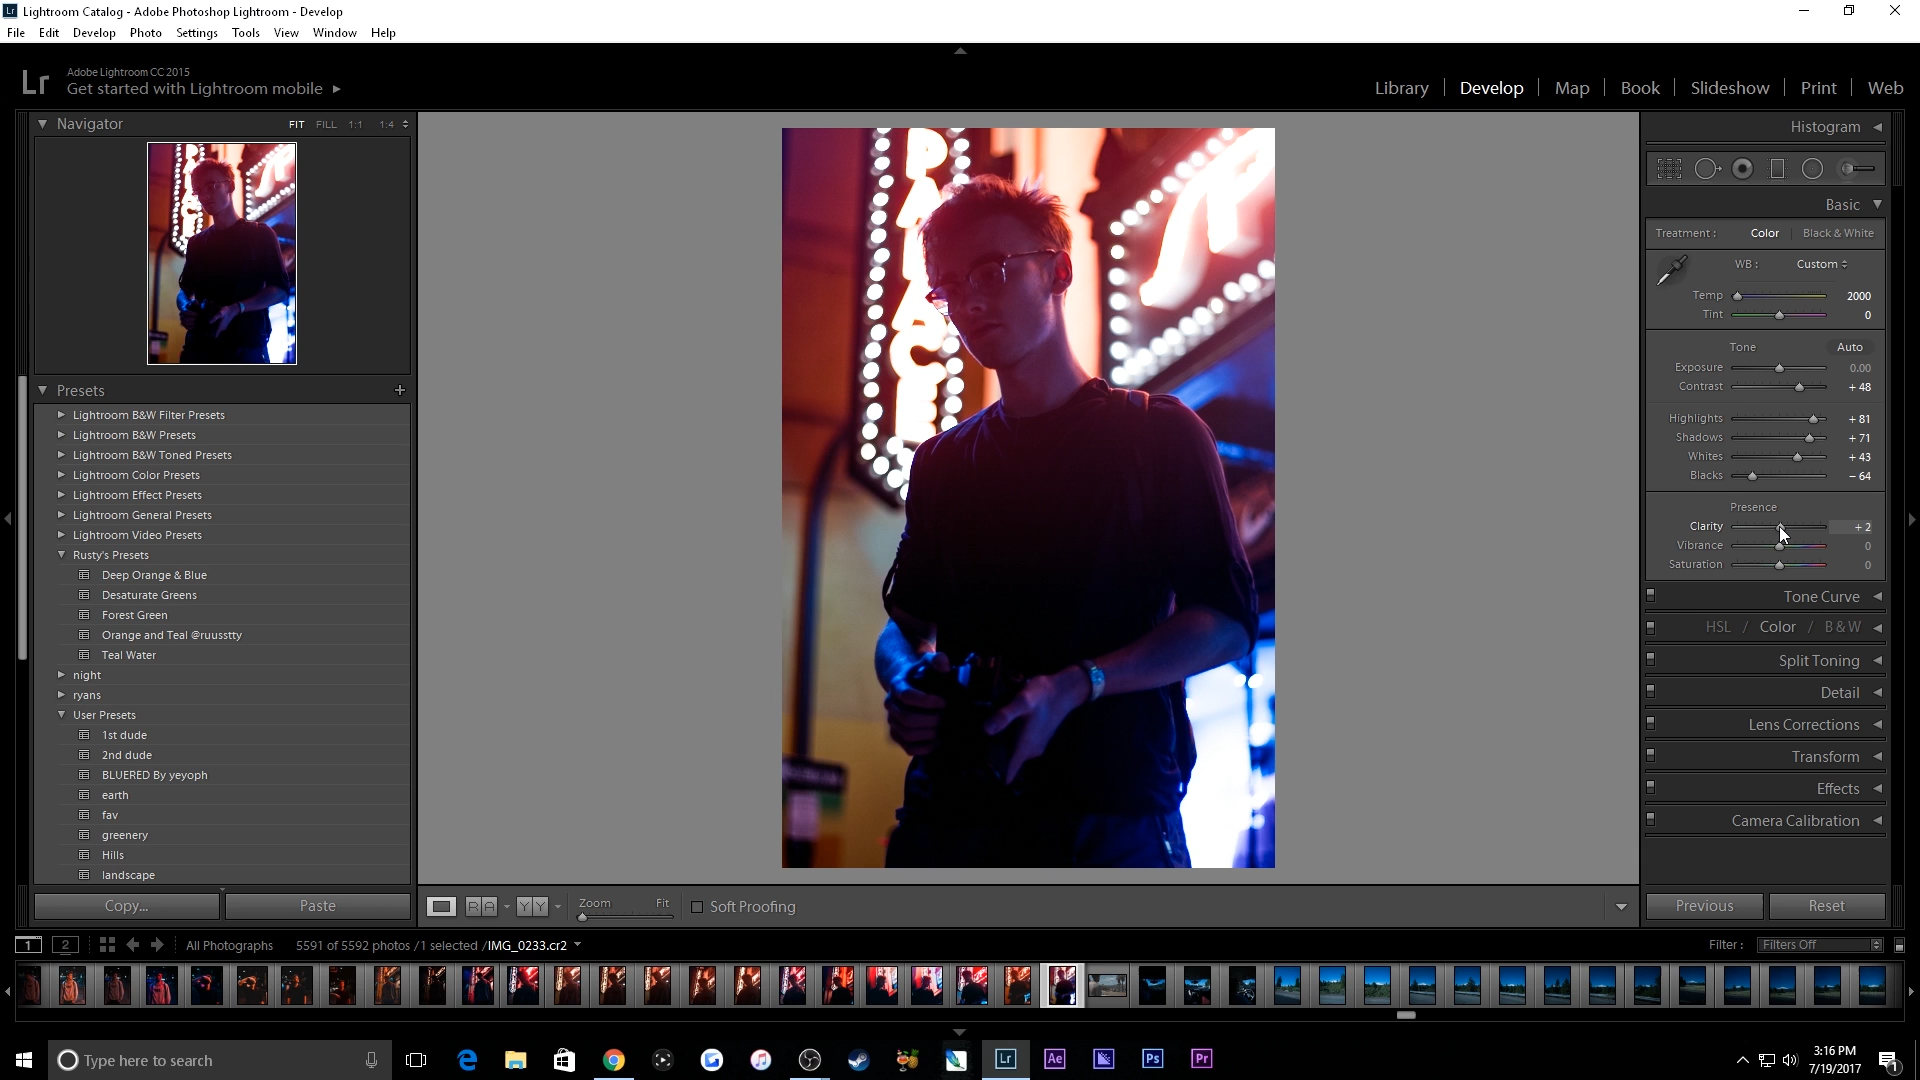 Lightroom Catalog - Adobe Photoshop Lightroom - Develop
File Edit Develop Photo Settings Tools View Window Help
Lr
Adobe Lightroom CC 2015
Get started with Lightroom mobile
Library Develop Map Book Slideshow Print Web
Navigator FIT FILL 1:1 1:4
Presets +
Lightroom B&W Filter Presets
Lightroom B&W Presets
Lightroom B&W Toned Presets
Lightroom Color Presets
Lightroom Effect Presets
Lightroom General Presets
Lightroom Video Presets
Rusty's Presets
Deep Orange & Blue
Desaturate Greens
Forest Green
Orange and Teal @ruusstty
Teal Water
night
ryans
User Presets
1st dude
2nd dude
BLUERED By yeyoph
earth
fav
greenery
Hills
landscape
Copy... Paste
Histogram
Basic
Treatment : Color Black & White
WB : Custom
Temp 2000
Tint 0
Tone Auto
Exposure 0.00
Contrast + 48
Highlights + 81
Shadows + 71
Whites + 43
Blacks – 64
Presence
Clarity + 2
Vibrance 0
Saturation 0
Tone Curve
HSL / Color / B & W
Split Toning
Detail
Lens Corrections
Transform
Effects
Camera Calibration
Previous Reset
R A Y Y Zoom Fit Soft Proofing
1 2 All Photographs 5591 of 5592 photos / 1 selected / IMG_0233.cr2
Filter : Filters Off
Type here to search
Lr Ae Ps Pr
3:16 PM
7/19/2017
1